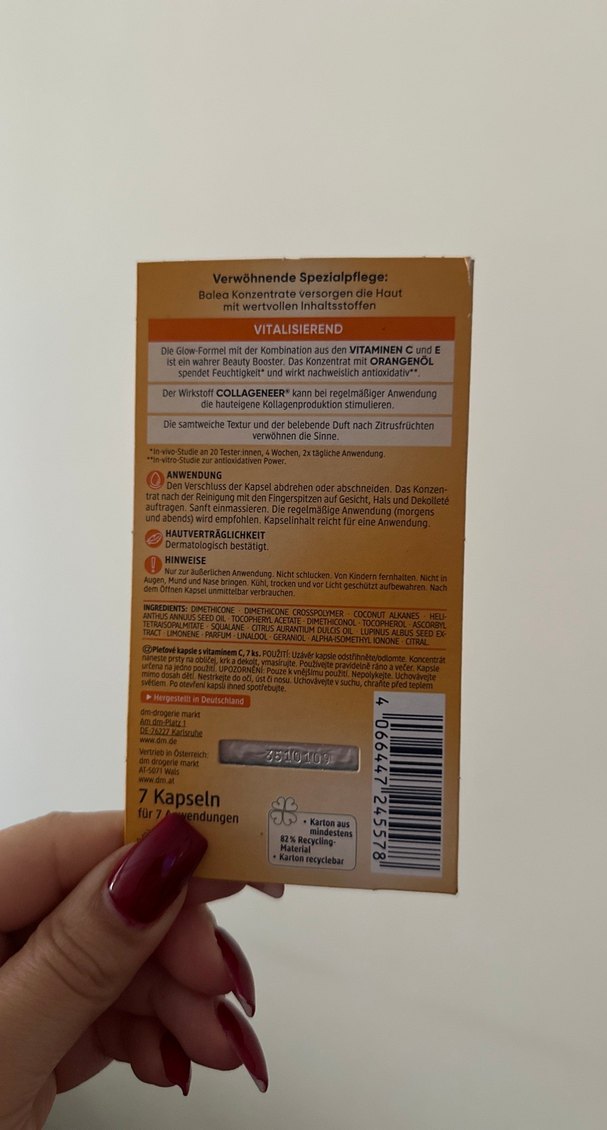 Verwöhnende Spezialpflege:
Balea Konzentrate versorgen die Haut
mit wertvollen Inhaltsstoffen
VITALISIEREND
Die Glow-Formel mit der Kombination aus den VITAMINEN C und E
ist ein wahrer Beauty Booster. Das Konzentrat mit ORANGENÖL
spendet Feuchtigkeit* und wirkt nachweislich antioxidativ**.
Der Wirkstoff COLLAGENEER® kann bei regelmäßiger Anwendung
die hauteigene Kollagenproduktion stimulieren.
Die samtweiche Textur und der belebende Duft nach Zitrusfrüchten
verwöhnen die Sinne.
*In-vivo-Studie an 20 Tester:innen, 4 Wochen, 2x tägliche Anwendung.
**In-vitro-Studie zur antioxidativen Power.
ANWENDUNG
Den Verschluss der Kapsel abdrehen oder abschneiden. Das Konzen-
trat nach der Reinigung mit den Fingerspitzen auf Gesicht, Hals und Dekolleté
auftragen. Sanft einmassieren. Die regelmäßige Anwendung (morgens
und abends) wird empfohlen. Kapselinhalt reicht für eine Anwendung.
HAUTVERTRÄGLICHKEIT
Dermatologisch bestätigt.
HINWEISE
Nur zur äußerlichen Anwendung. Nicht schlucken. Von Kindern fernhalten. Nicht in
Augen, Mund und Nase bringen. Kühl, trocken und vor Licht geschützt aufbewahren. Nach
dem Öffnen Kapsel unmittelbar verbrauchen.
INGREDIENTS: DIMETHICONE · DIMETHICONE CROSSPOLYMER · COCONUT ALKANES · HELI-
ANTHUS ANNUUS SEED OIL · TOCOPHERYL ACETATE · DIMETHICONOL · TOCOPHEROL · ASCORBYL
TETRAISOPALMITATE · SQUALANE · CITRUS AURANTIUM DULCIS OIL · LUPINUS ALBUS SEED EX-
TRACT · LIMONENE · PARFUM · LINALOOL · GERANIOL · ALPHA-ISOMETHYL IONONE · CITRAL.
Pleťové kapsle s vitaminem C, 7 ks. POUŽITÍ: Uzávěr kapsle odstřihněte/odlomte. Koncentrát
naneste prsty na obličej, krk a dekolt, vmasírujte. Používejte pravidelně ráno a večer. Kapsle
určena na jedno použití. UPOZORNĚNÍ: Pouze k vnějšímu použití. Nepolykejte. Uchovávejte
mimo dosah dětí. Nestrkejte do očí, úst či nosu. Uchovávejte v suchu, chraňte před teplem
světlem. Po otevření kapsli ihned spotřebujte.
Hergestellt in Deutschland
dm-drogerie markt
Am dm-Platz 1
DE-76227 Karlsruhe
www.dm.de
Vertrieb in Österreich:
dm drogerie markt
AT-5071 Wals
www.dm.at
7 Kapseln
für 7 Anwendungen
• Karton aus
mindestens
82% Recycling-
Material
• Karton recyclebar
4 066447 245578